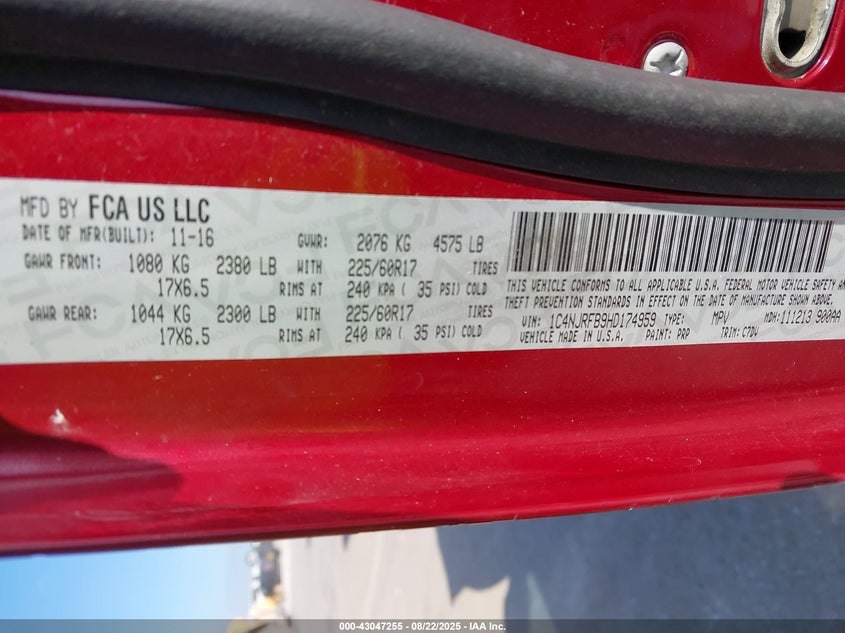 MFD BY FCA US LLC
DATE OF MFR(BUILT): 11-16 GVWR: 2076 KG 4575 LB
GAWR FRONT: 1080 KG 2380 LB WITH 225/60R17 TIRES
17X6.5 RIMS AT 240 KPA ( 35 PSI) COLD
GAWR REAR: 1044 KG 2300 LB WITH 225/60R17 TIRES
17X6.5 RIMS AT 240 KPA ( 35 PSI) COLD
THIS VEHICLE CONFORMS TO ALL APPLICABLE U.S.A. FEDERAL MOTOR VEHICLE SAFETY AN
THEFT PREVENTION STANDARDS IN EFFECT ON THE DATE OF MANUFACTURE SHOWN ABOVE.
VIN: 1C4NJRFB9HD174959 TYPE: MPV MDH:111213 900AA
VEHICLE MADE IN U.S.A. PAINT: PRP TRIM: C7DV
000-43047255 - 08/22/2025 - IAA Inc.